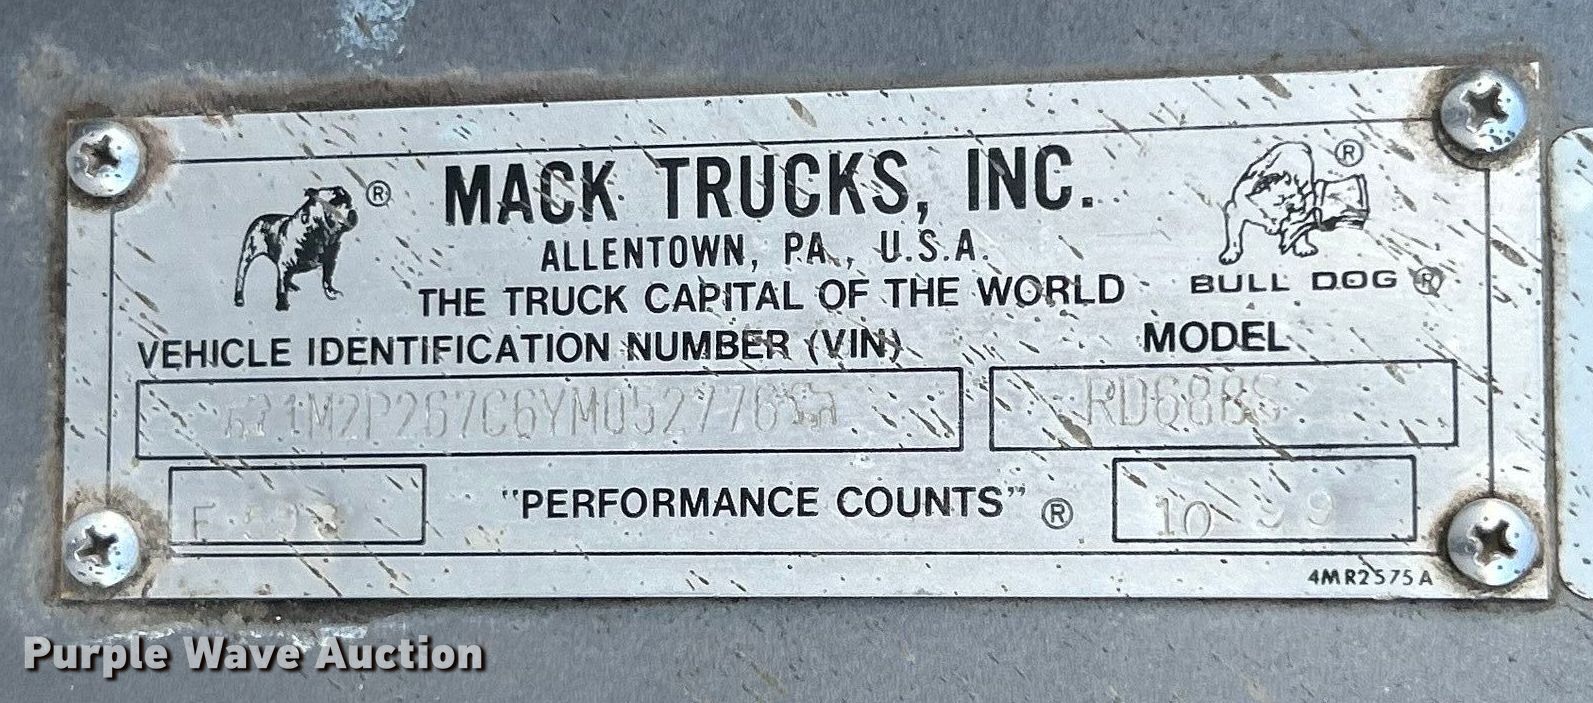 MACK TRUCKS, INC.
ALLENTOWN, PA., U.S.A.
THE TRUCK CAPITAL OF THE WORLD
®
®
BULL DOG ®
VEHICLE IDENTIFICATION NUMBER (VIN)
MODEL
1M2P267C6YM052776
RD688S
"PERFORMANCE COUNTS" ®
10 99
4MR2575A
Purple Wave Auction